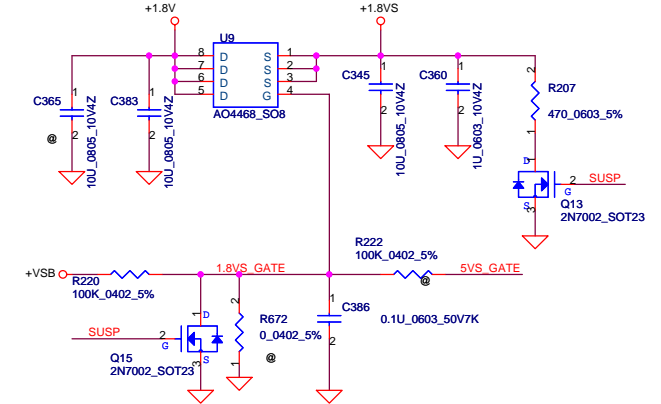 +1.8V
+1.8VS
U9
8 D S 1
7 D S 2
6 D S 3
5 D G 4
AO4468_SO8
C365
1
2
@
10U_0805_10V4Z
C383
1
2
10U_0805_10V4Z
C345
1
2
10U_0805_10V4Z
C360
1
2
1U_0603_10V4Z
2
R207
470_0603_5%
1
D
1
2
G
SUSP
S
3
Q13
2N7002_SOT23
+VSB
R220
100K_0402_5%
1.8VS_GATE
R222
100K_0402_5%
@
5VS_GATE
SUSP
2
G
1
D
S
3
Q15
2N7002_SOT23
2
R672
0_0402_5%
1
@
1
C386
2
0.1U_0603_50V7K